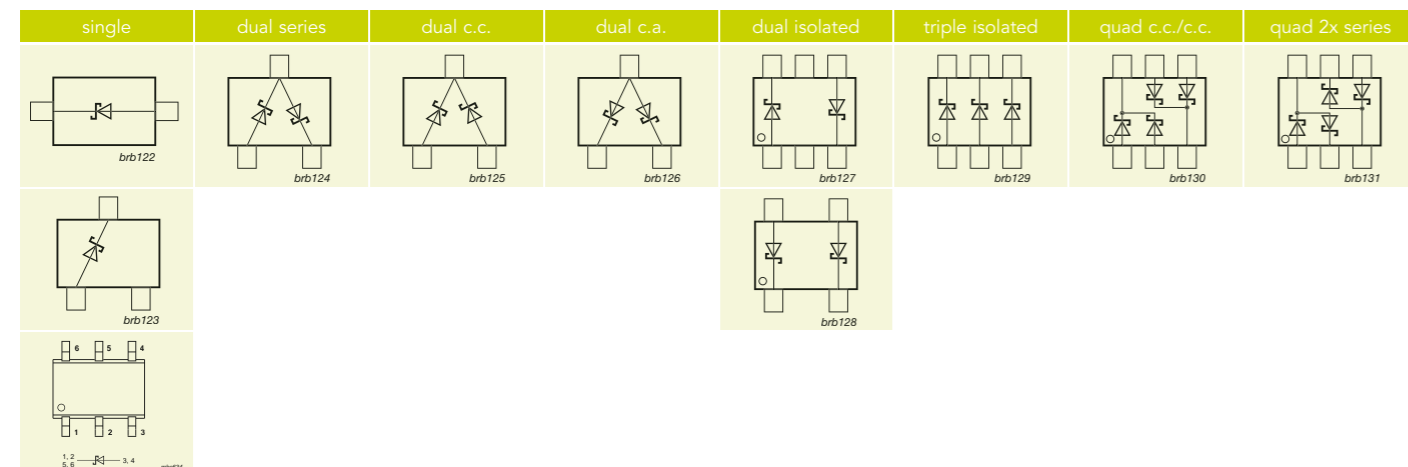 single dual series dual c.c. dual c.a. dual isolated triple isolated quad c.c./c.c. quad 2x series
brb122 brb124 brb125 brb126 brb127 brb129 brb130 brb131
brb123 brb128
6 5 4
1 2 3
1, 2 3, 4
5, 6